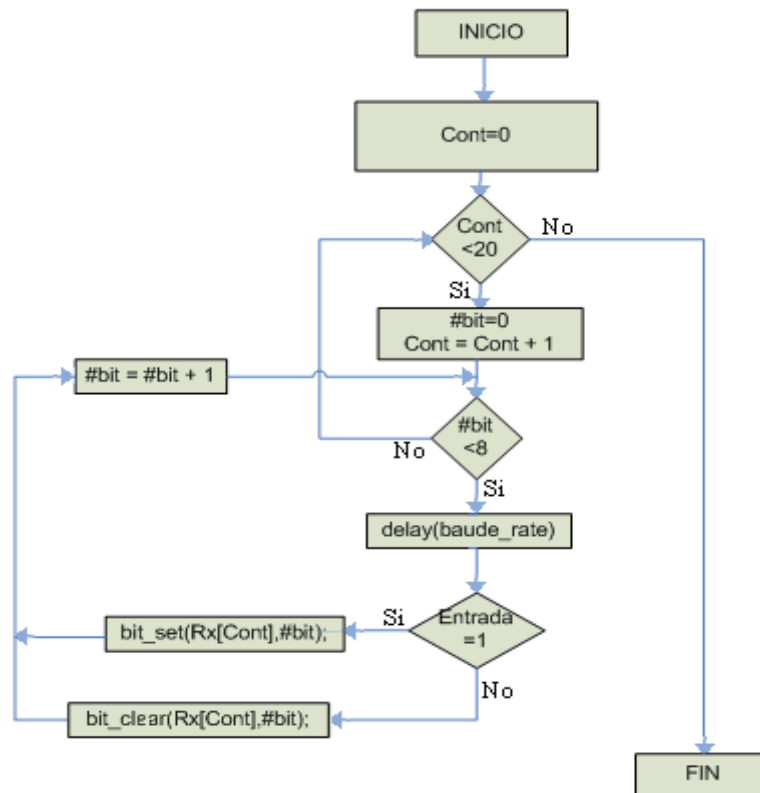 INICIO
Cont=0
Cont
<20
No
Si
#bit=0
Cont = Cont + 1
#bit = #bit + 1
#bit
<8
No
Si
delay(baude_rate)
Entrada
=1
Si
bit_set(Rx[Cont],#bit);
No
bit_clear(Rx[Cont],#bit);
FIN